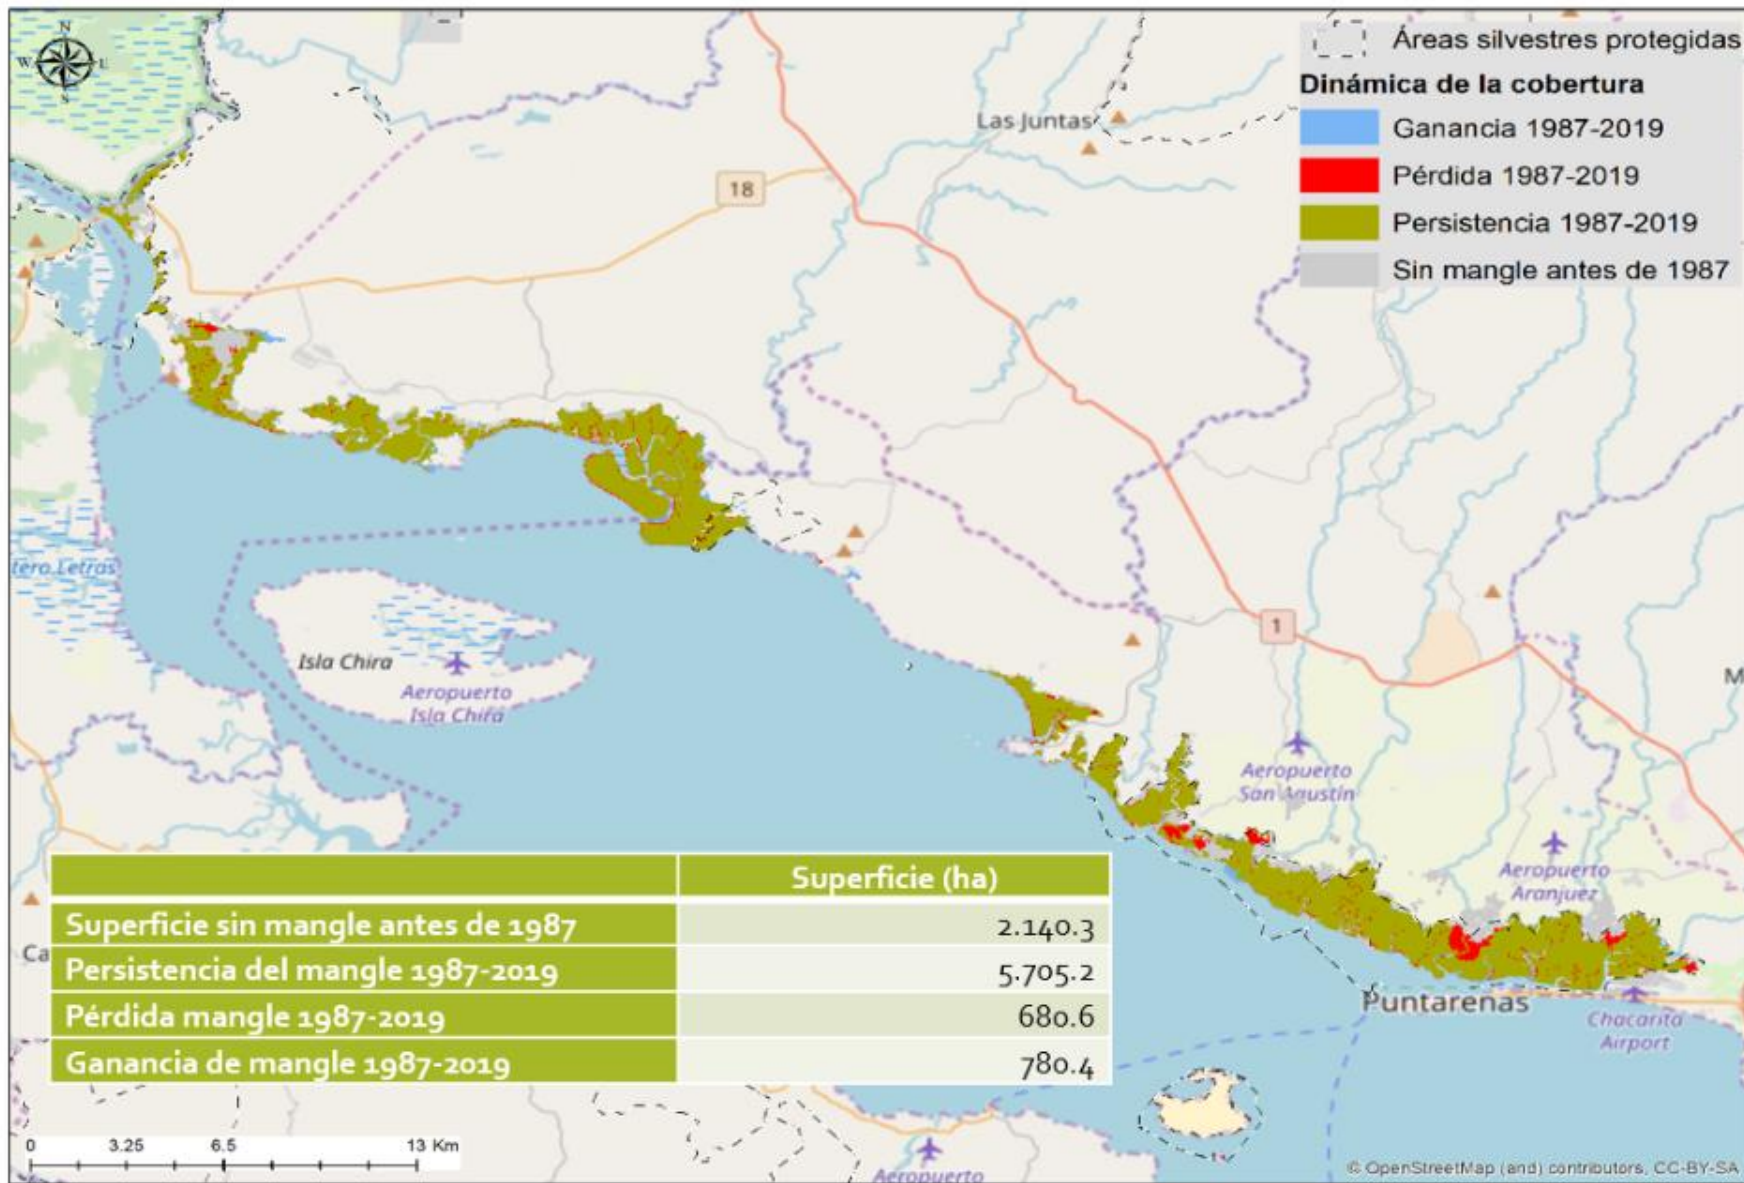 N
W
E
S
Áreas silvestres protegidas
Dinámica de la cobertura
Ganancia 1987-2019
Pérdida 1987-2019
Persistencia 1987-2019
Sin mangle antes de 1987
Las Juntas
18
1
tero Letras
Isla Chira
Aeropuerto
Isla Chira
Aeropuerto
San Agustín
Aeropuerto
Aranjuez
M
Ca
Superficie (ha)
Superficie sin mangle antes de 1987 2.140.3
Persistencia del mangle 1987-2019 5.705.2
Pérdida mangle 1987-2019 680.6
Ganancia de mangle 1987-2019 780.4
Puntarenas
Chacarita
Airport
0 3.25 6.5 13 Km
Aeropuerto
© OpenStreetMap (and) contributors, CC-BY-SA